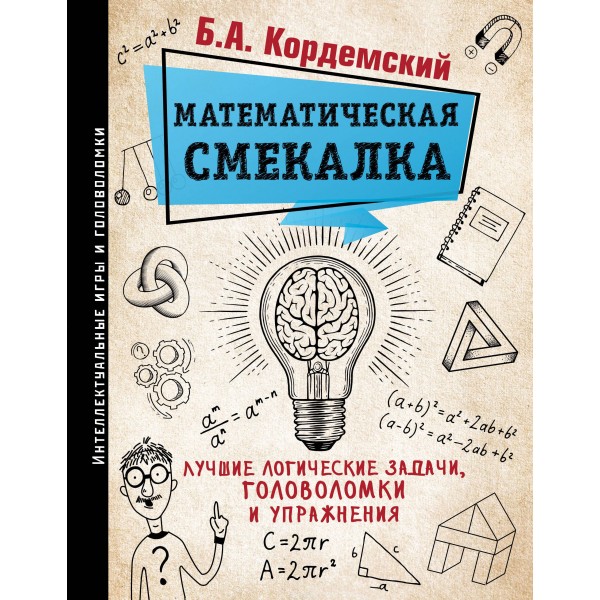 c² = a² + b²
Б.А. Кордемский
МАТЕМАТИЧЕСКАЯ
СМЕКАЛКА
Интеллектуальные игры и головоломки
?
aᵐ/aⁿ = aᵐ⁻ⁿ
(a+b)² = a² + 2ab + b²
(a-b)² = a² - 2ab + b²
ЛУЧШИЕ ЛОГИЧЕСКИЕ ЗАДАЧИ,
ГОЛОВОЛОМКИ
И УПРАЖНЕНИЯ
C = 2πr
A = 2πr²
?
b
c
a
+
-